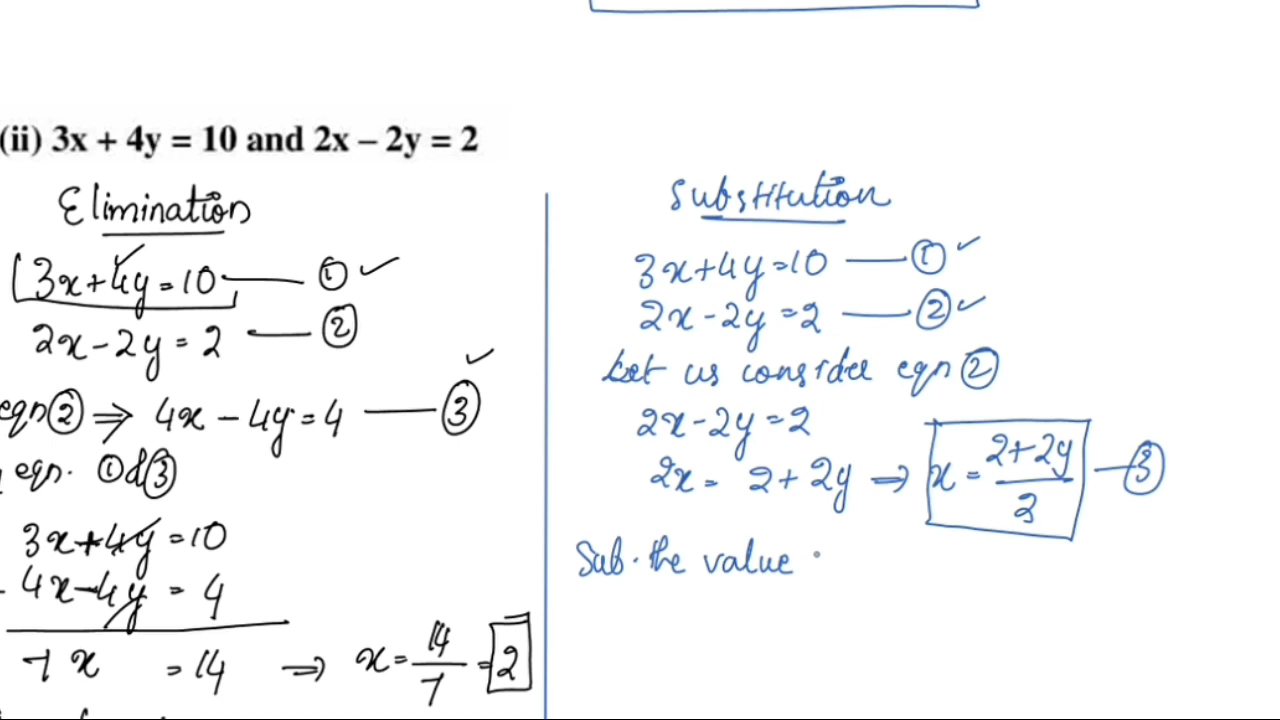 (ii) 3x + 4y = 10 and 2x – 2y = 2
Elimination
3x+4y=10 — ①
2x-2y=2 — ②
eqn② ⇒ 4x-4y=4 — ③
eqn. ① & ③
3x+4y=10
4x-4y=4
7x =14 ⇒ x=14/7=2
Substitution
3x+4y=10 — ①
2x-2y=2 — ②
Let us consider eqn ②
2x-2y=2
2x= 2+2y ⇒ x=(2+2y)/2 — ③
Sub. the value